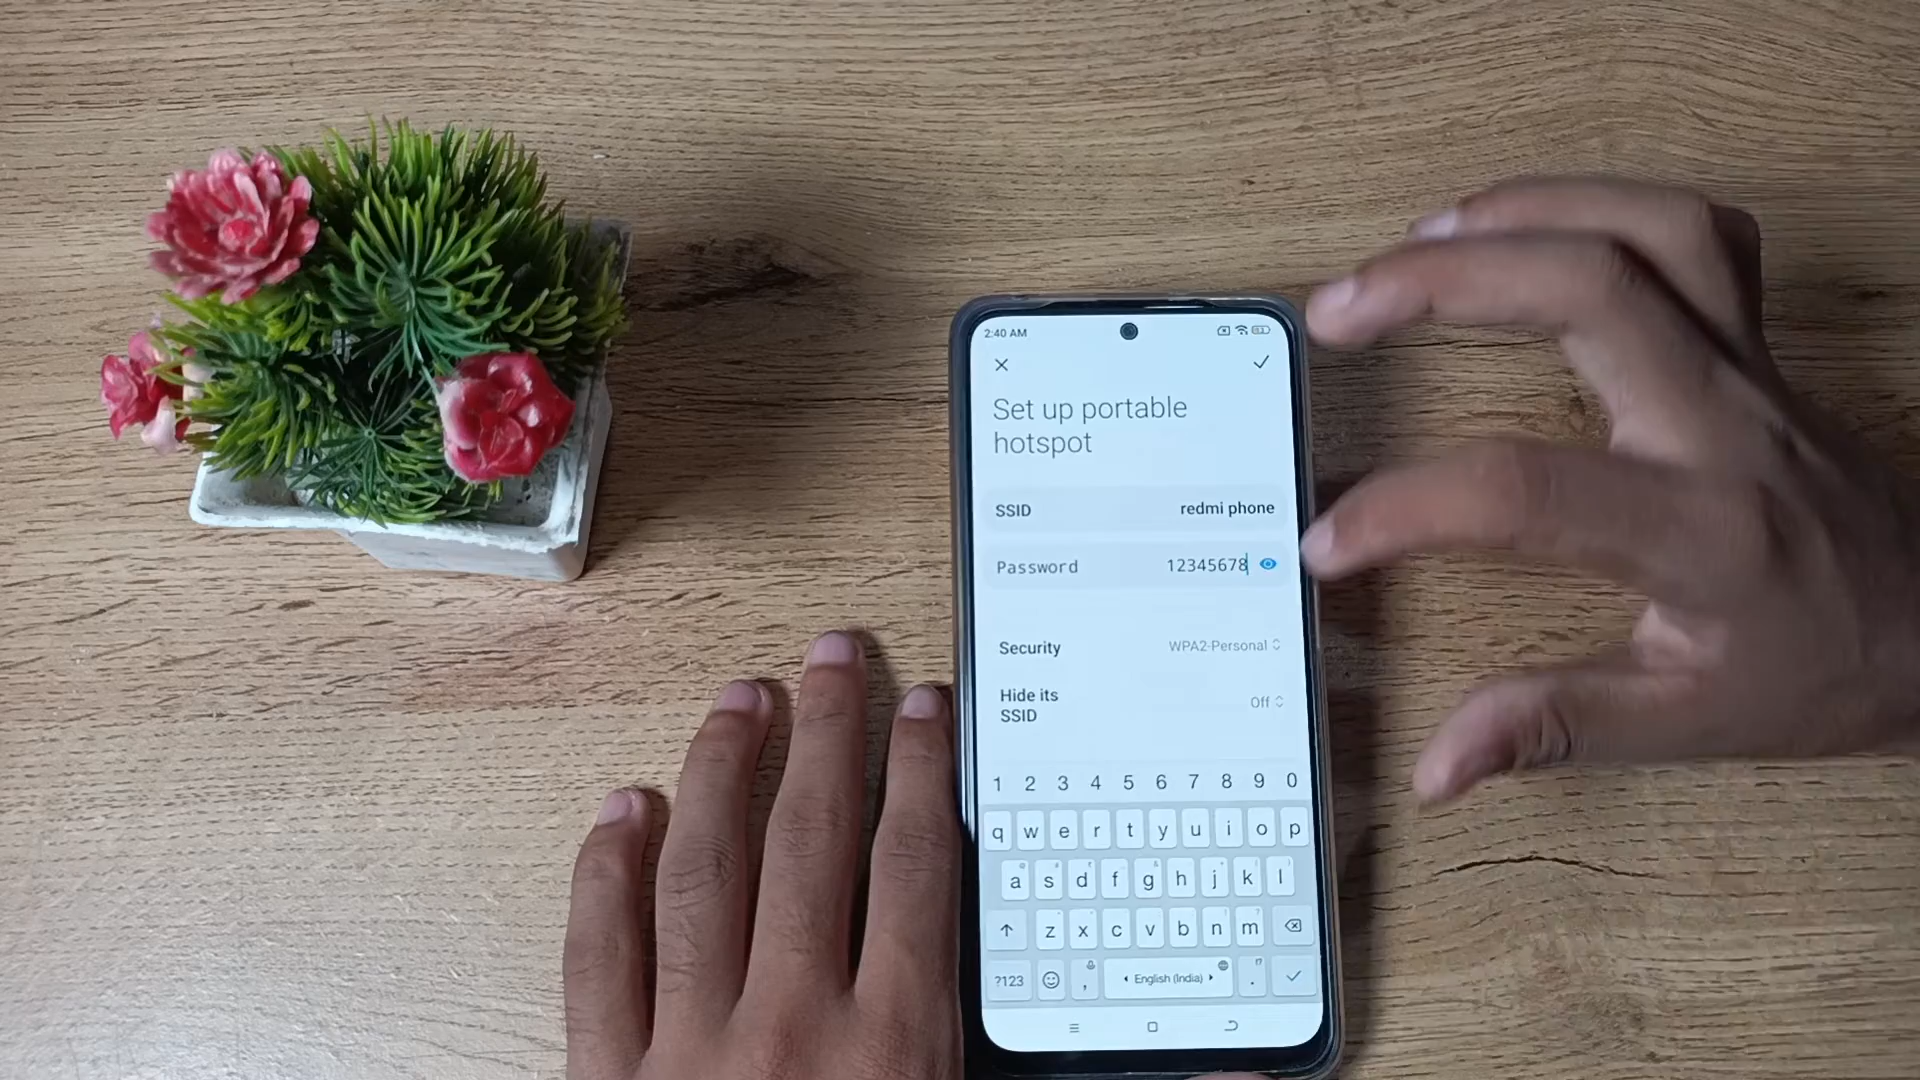 2:40 AM
Set up portable
hotspot
SSID redmi phone
Password 12345678
Security WPA2-Personal
Hide its
SSID
Off
1 2 3 4 5 6 7 8 9 0
q w e r t y u i o p
a s d f g h j k l
z x c v b n m
?123 , English (India) .